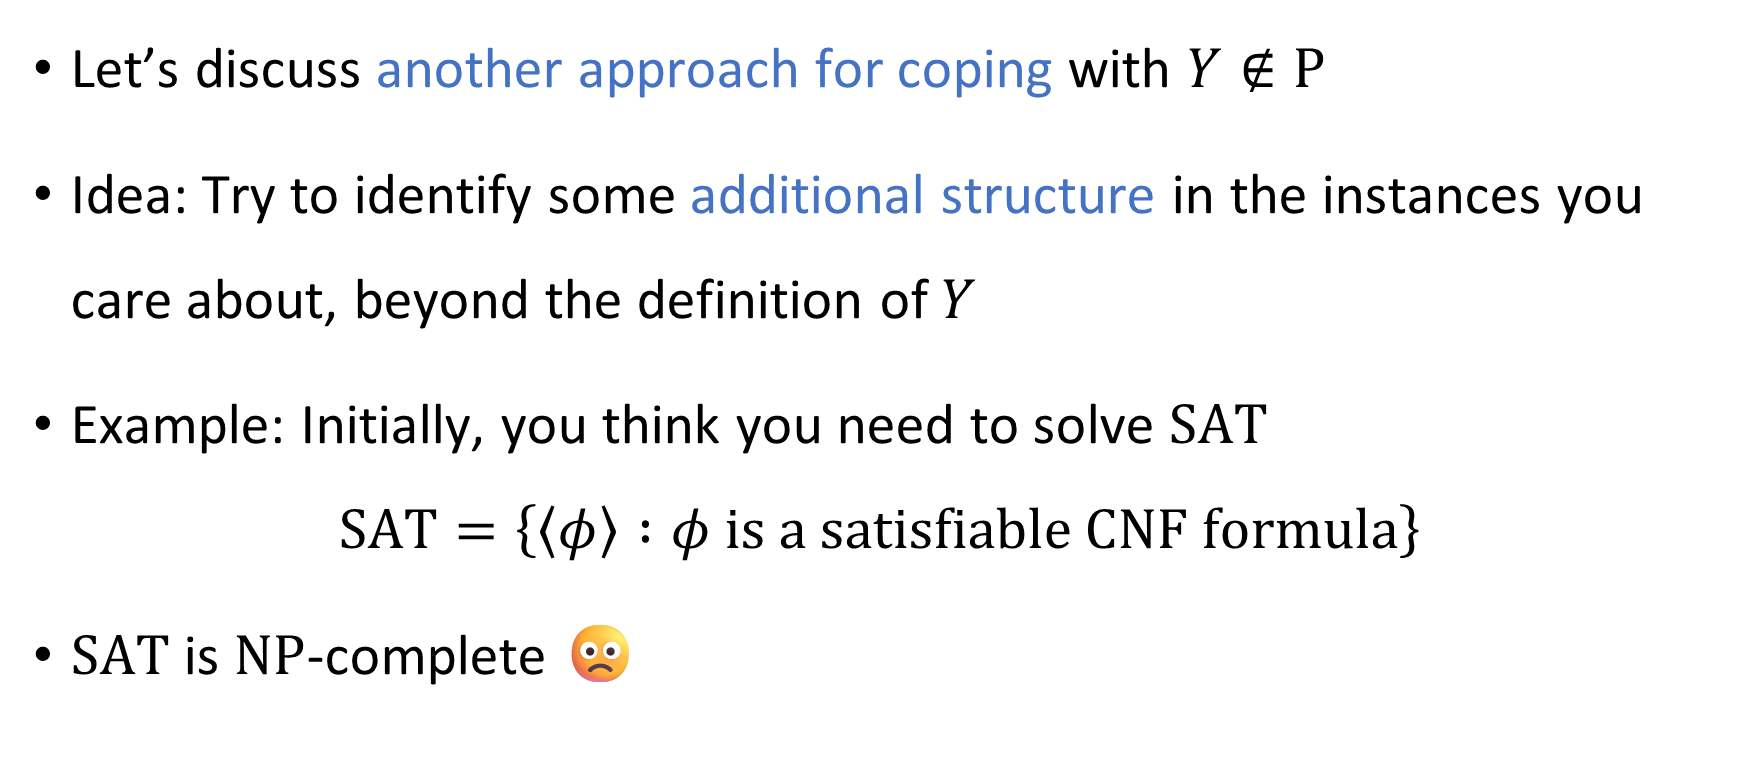 • Let’s discuss another approach for coping with 𝑌 ∉ P
• Idea: Try to identify some additional structure in the instances you
care about, beyond the definition of 𝑌
• Example: Initially, you think you need to solve SAT
SAT = {⟨𝜙⟩ : 𝜙 is a satisfiable CNF formula}
• SAT is NP-complete 🙁